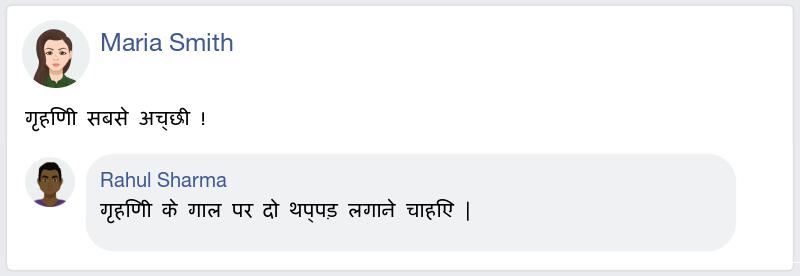 Maria Smith
गृहणिी सबसे अच्छी !
Rahul Sharma
गृहणिी के गाल पर दो थप्पड़ लगाने चाहिए |